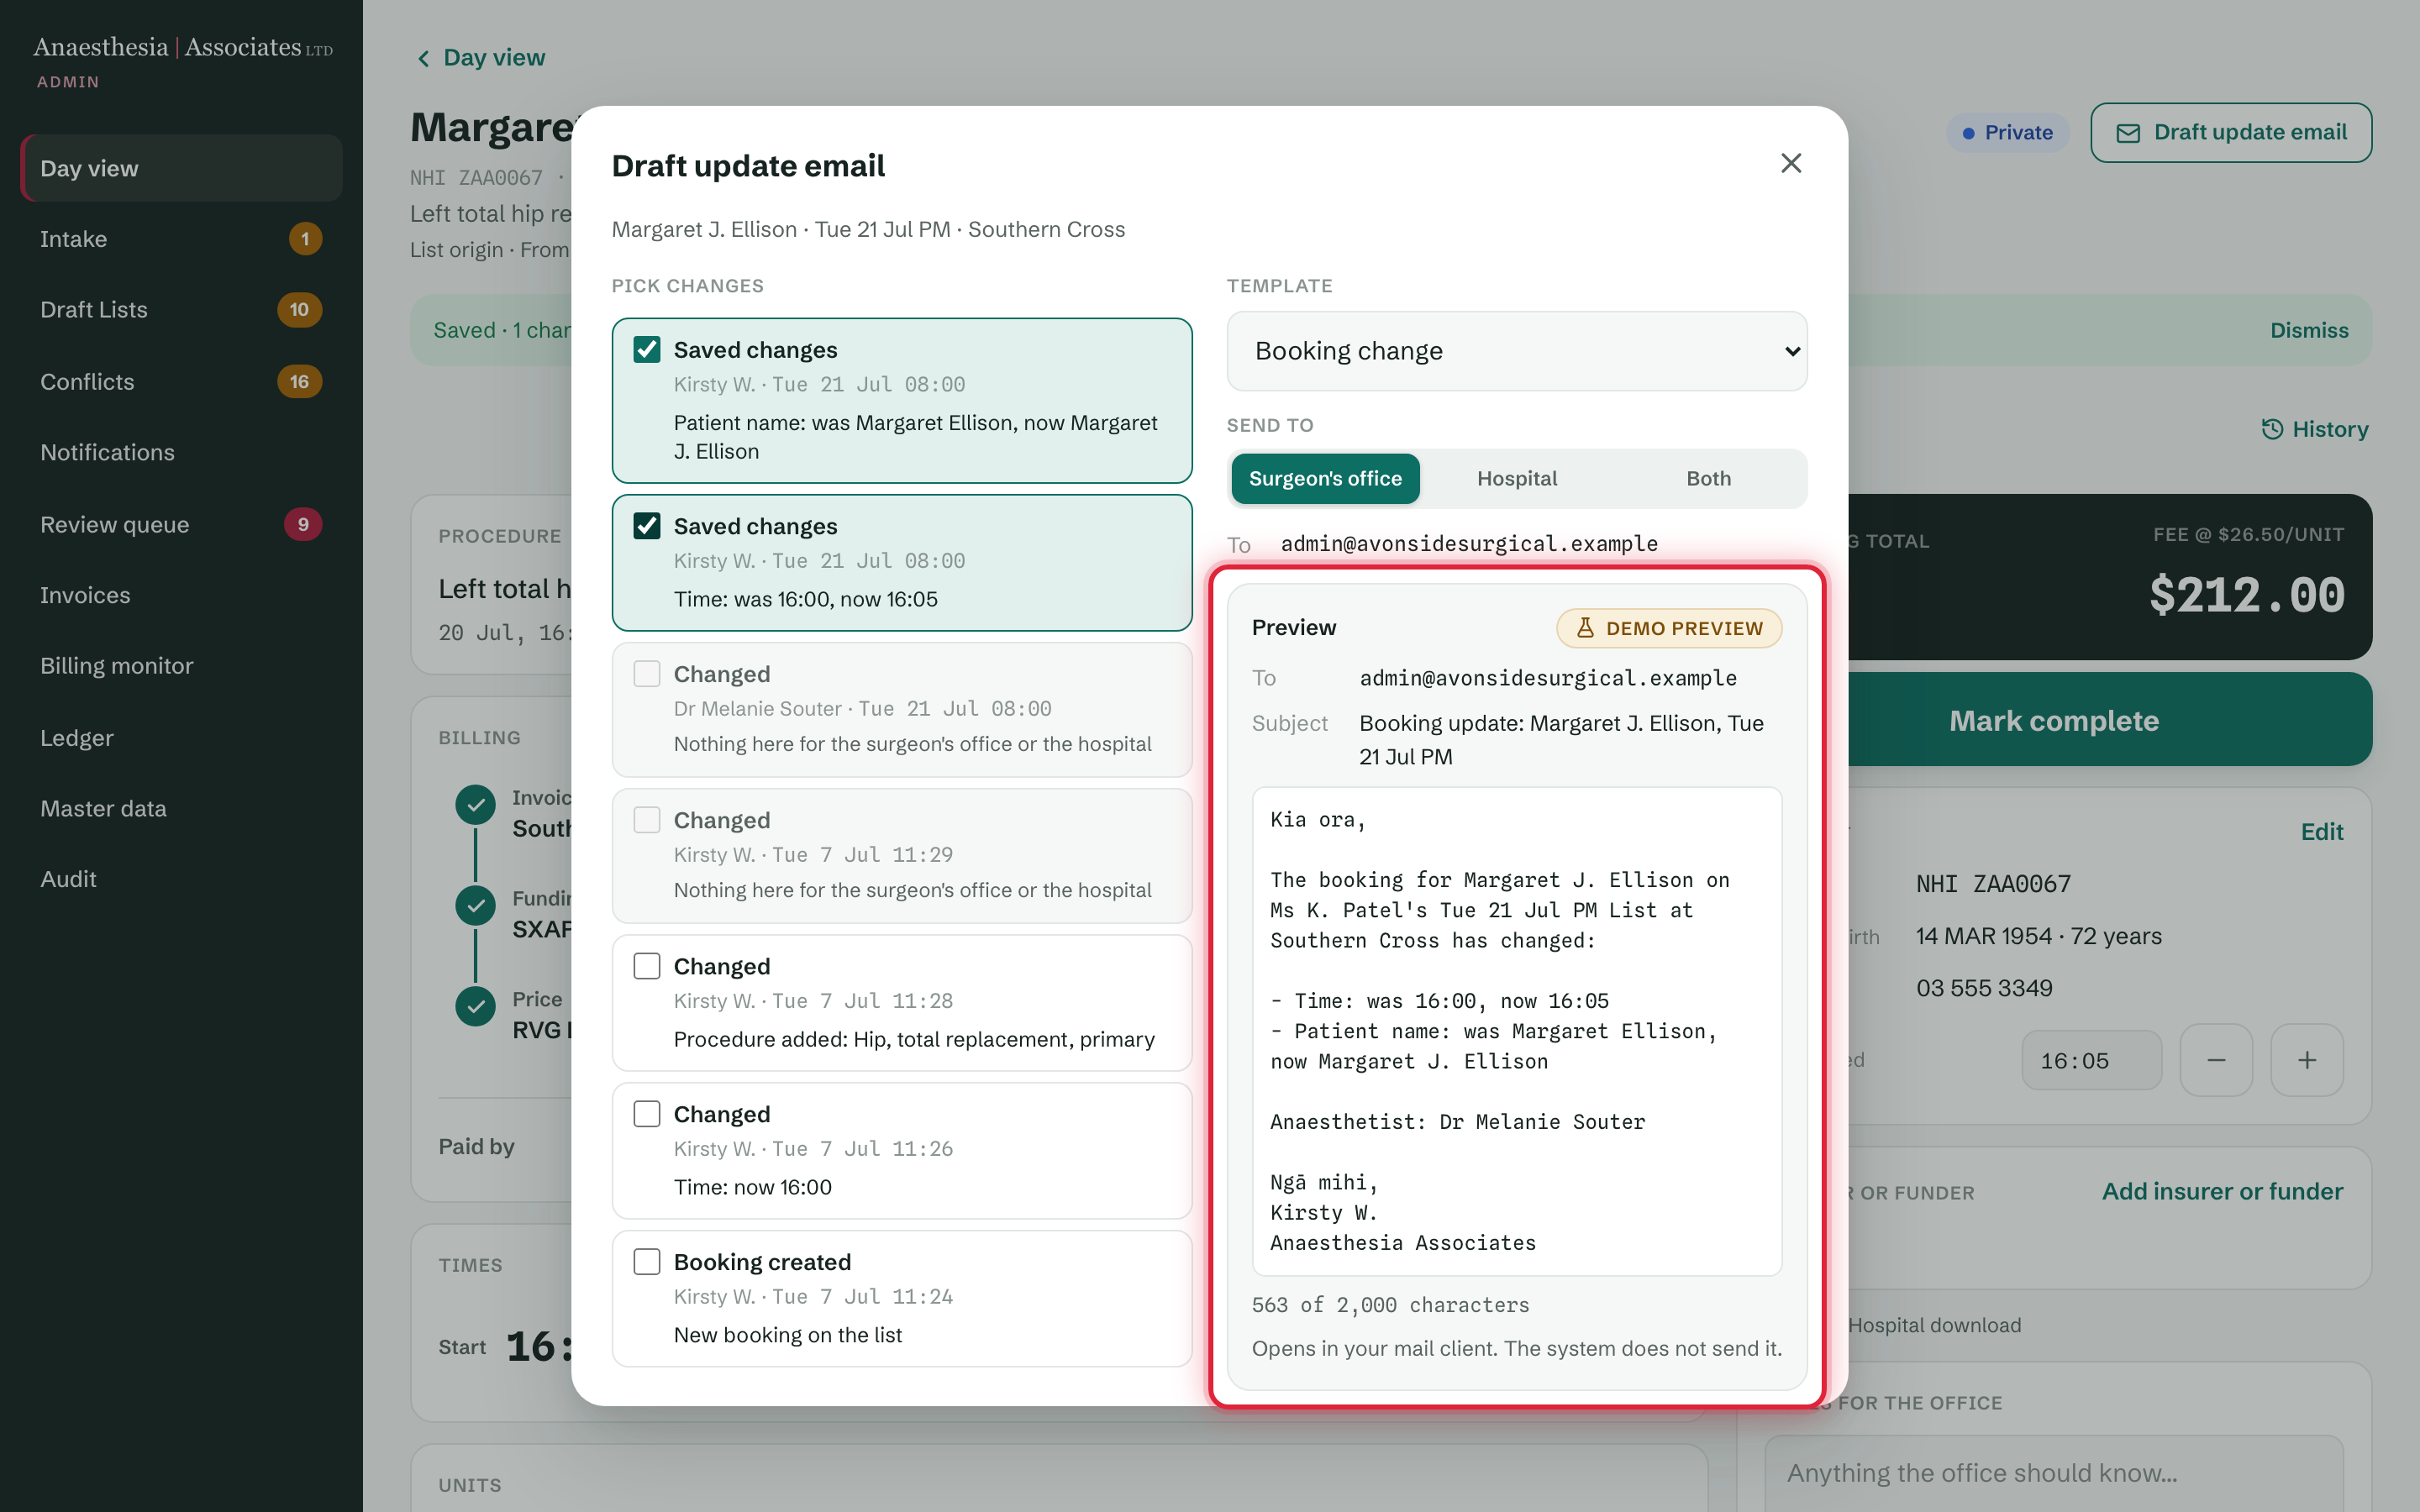 Anaesthesia | Associates LTD
ADMIN
Day view
Intake 1
Draft Lists 10
Conflicts 16
Notifications
Review queue 9
Invoices
Billing monitor
Ledger
Master data
Audit
Day view
NHI ZAA0067 ·
Left total hip
List origin · From
Private
Draft update email
Saved · 1
Dismiss
History
PROCEDURE
Left total
20 Jul, 16:
BILLING
Price
Paid by
TIMES
Start 16:
UNITS
Draft update email
Margaret J. Ellison · Tue 21 Jul PM · Southern Cross
PICK CHANGES
Saved changes
Kirsty W. · Tue 21 Jul 08:00
Patient name: was Margaret Ellison, now Margaret
J. Ellison
Saved changes
Kirsty W. · Tue 21 Jul 08:00
Time: was 16:00, now 16:05
Changed
Dr Melanie Souter · Tue 21 Jul 08:00
Nothing here for the surgeon's office or the hospital
Changed
Kirsty W. · Tue 7 Jul 11:29
Nothing here for the surgeon's office or the hospital
Changed
Kirsty W. · Tue 7 Jul 11:28
Procedure added: Hip, total replacement, primary
Changed
Kirsty W. · Tue 7 Jul 11:26
Time: now 16:00
Booking created
Kirsty W. · Tue 7 Jul 11:24
New booking on the list
TEMPLATE
Booking change
SEND TO
Surgeon's office Hospital Both
To admin@avonsidesurgical.example
Preview DEMO PREVIEW
To admin@avonsidesurgical.example
Subject Booking update: Margaret J. Ellison, Tue
21 Jul PM
Kia ora,
The booking for Margaret J. Ellison on
Ms K. Patel's Tue 21 Jul PM List at
Southern Cross has changed:
- Time: was 16:00, now 16:05
- Patient name: was Margaret Ellison,
now Margaret J. Ellison
Anaesthetist: Dr Melanie Souter
Ngā mihi,
Kirsty W.
Anaesthesia Associates
563 of 2,000 characters
Opens in your mail client. The system does not send it.
TOTAL
FEE @ $26.50/UNIT
$212.00
Mark complete
Edit
NHI ZAA0067
14 MAR 1954 · 72 years
03 555 3349
16:05 − +
OR FUNDER
Add insurer or funder
Hospital download
FOR THE OFFICE
Anything the office should know...